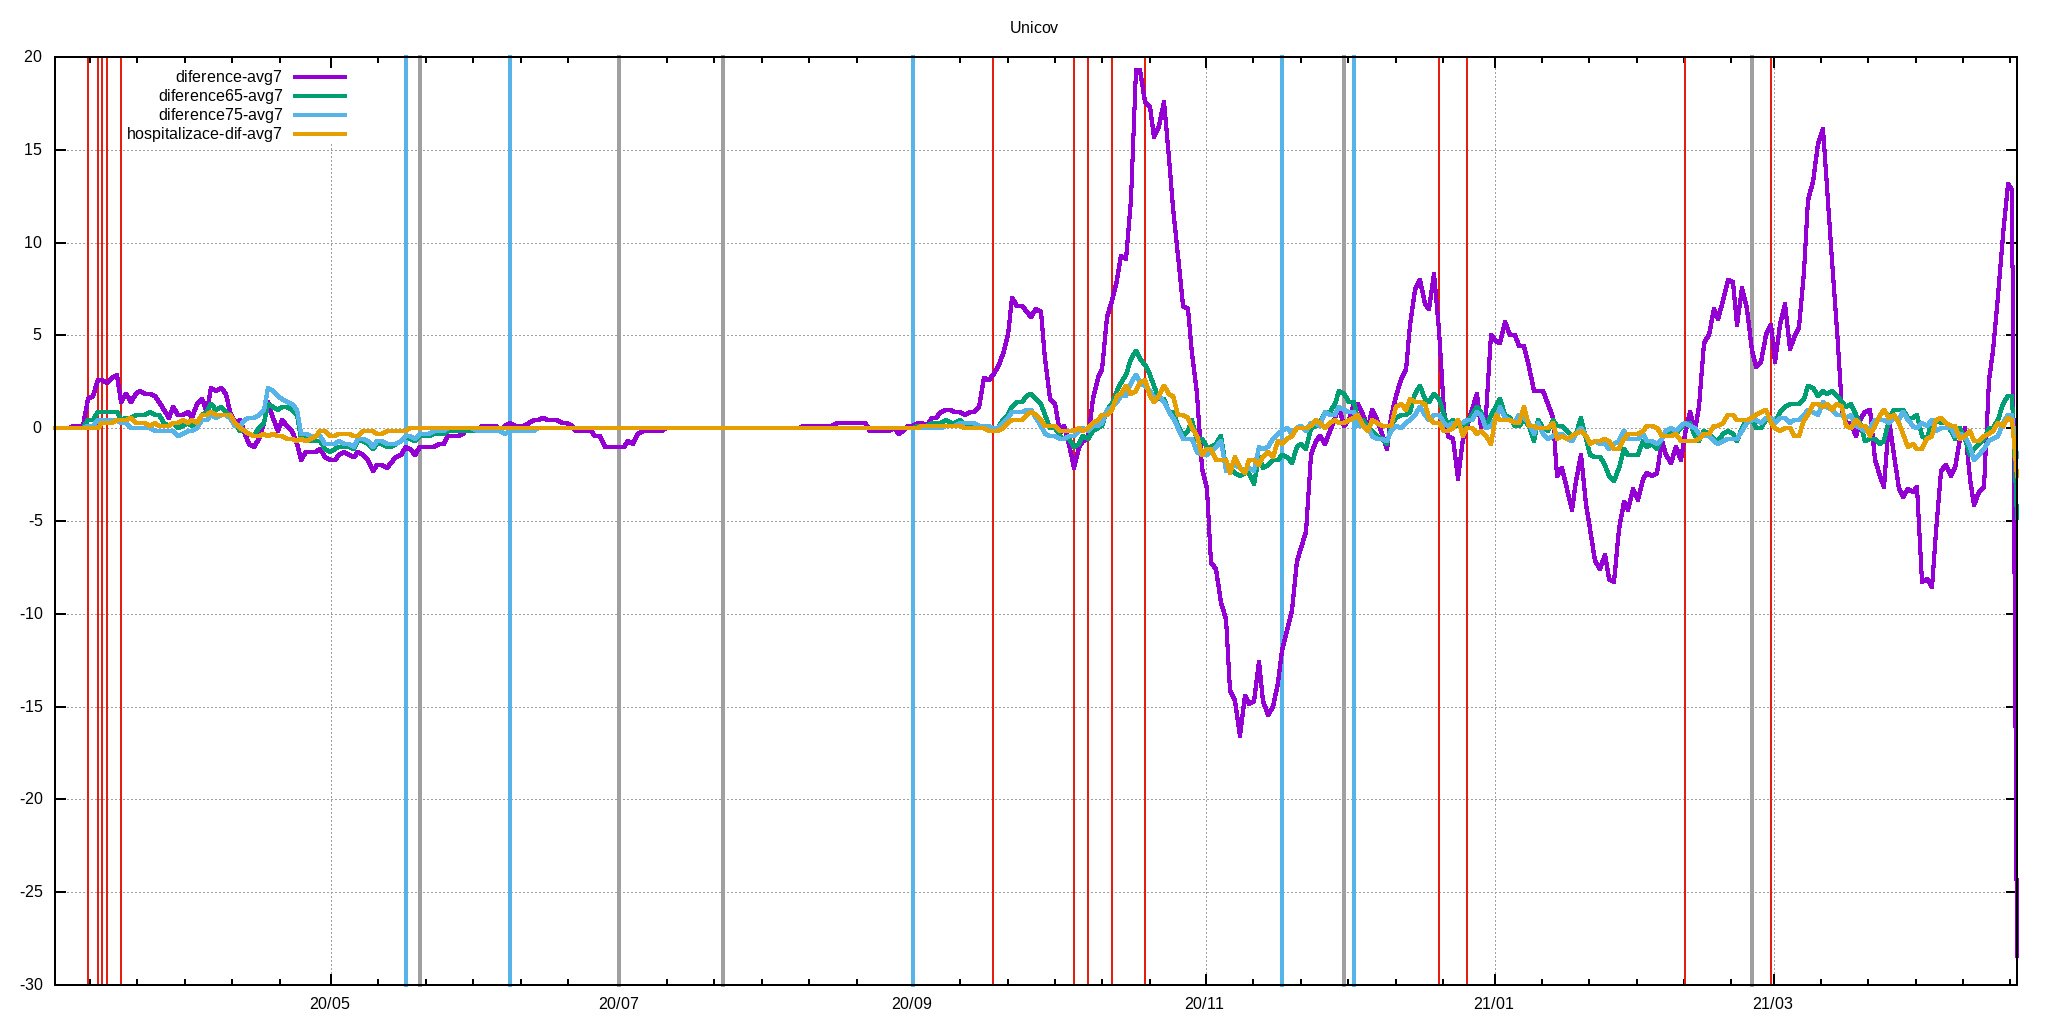 Unicov
diference-avg7
diference65-avg7
diference75-avg7
hospitalizace-dif-avg7
20
15
10
5
0
-5
-10
-15
-20
-25
-30
20/05 20/07 20/09 20/11 21/01 21/03